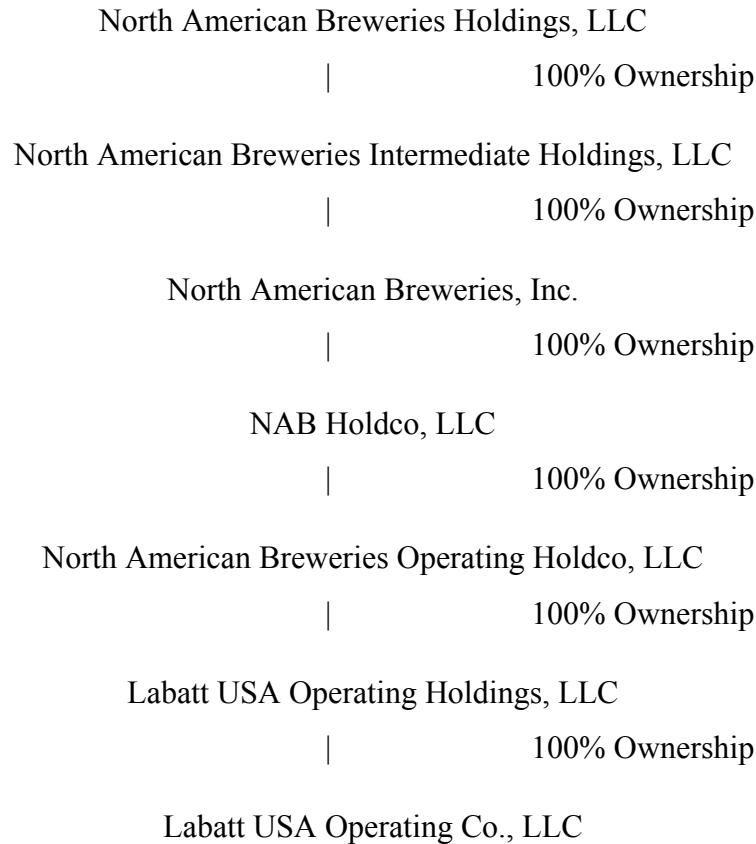 North American Breweries Holdings, LLC
| 100% Ownership
North American Breweries Intermediate Holdings, LLC
| 100% Ownership
North American Breweries, Inc.
| 100% Ownership
NAB Holdco, LLC
| 100% Ownership
North American Breweries Operating Holdco, LLC
| 100% Ownership
Labatt USA Operating Holdings, LLC
| 100% Ownership
Labatt USA Operating Co., LLC